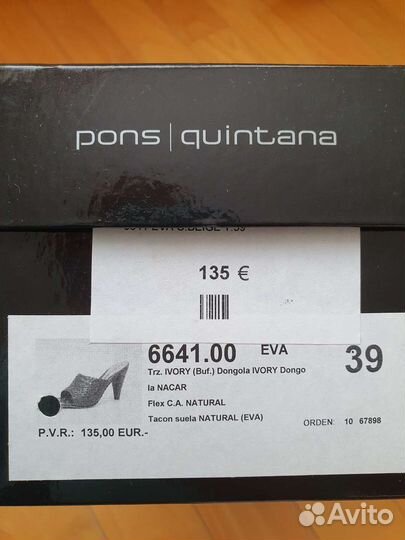 pons|quintana
135 €
6641.00 EVA 39
Trz. IVORY (Buf.) Dongola IVORY Dongo
la NACAR
Flex C.A. NATURAL
Tacon suela NATURAL (EVA)
ORDEN: 10 67898
P.V.R.: 135,00 EUR.-
Avito